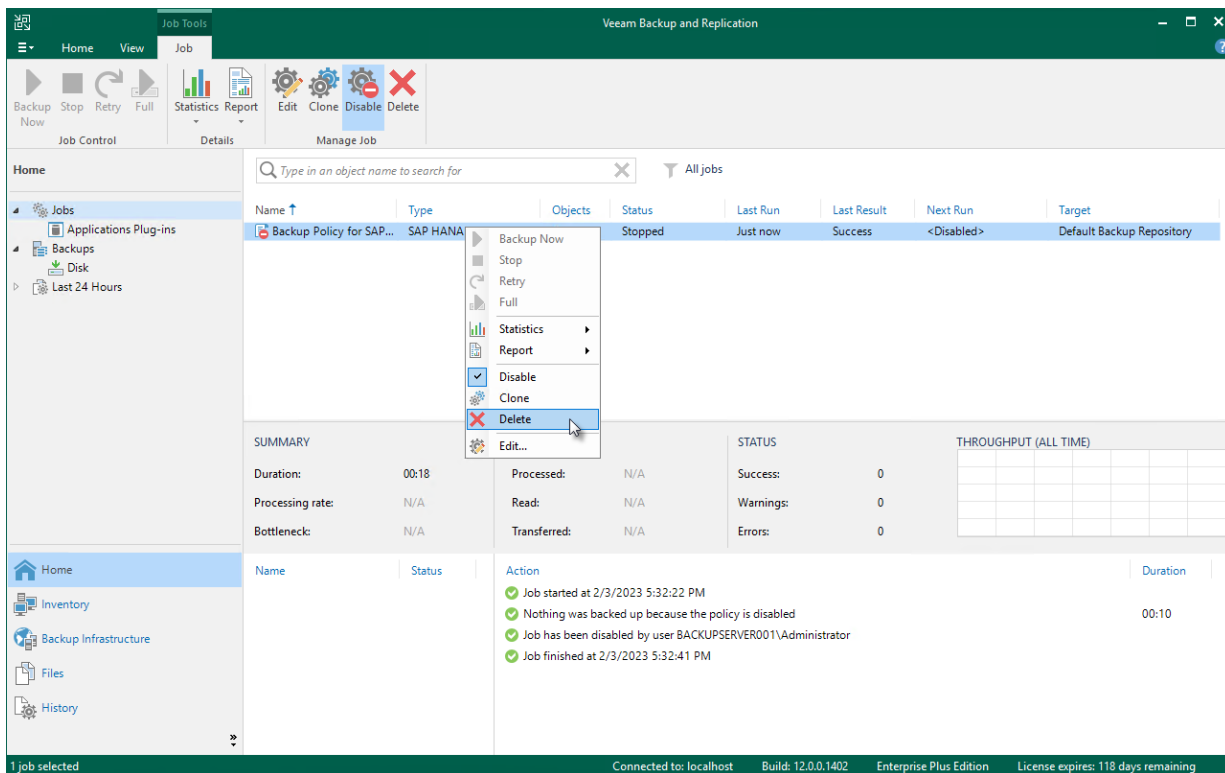 Job Tools
Veeam Backup and Replication
Home View Job
Backup Now Stop Retry Full Statistics Report Edit Clone Disable Delete
Job Control Details Manage Job
Home
Type in an object name to search for
All jobs
Jobs
Applications Plug-ins
Backups
Disk
Last 24 Hours
Name Type Objects Status Last Run Last Result Next Run Target
Backup Policy for SAP... SAP HANA Stopped Just now Success <Disabled> Default Backup Repository
Backup Now
Stop
Retry
Full
Statistics
Report
Disable
Clone
Delete
Edit...
SUMMARY STATUS THROUGHPUT (ALL TIME)
Duration: 00:18 Processed: N/A Success: 0
Processing rate: N/A Read: N/A Warnings: 0
Bottleneck: N/A Transferred: N/A Errors: 0
Home
Inventory
Backup Infrastructure
Files
History
Name Status Action Duration
Job started at 2/3/2023 5:32:22 PM
Nothing was backed up because the policy is disabled 00:10
Job has been disabled by user BACKUPSERVER001\Administrator
Job finished at 2/3/2023 5:32:41 PM
1 job selected Connected to: localhost Build: 12.0.0.1402 Enterprise Plus Edition License expires: 118 days remaining